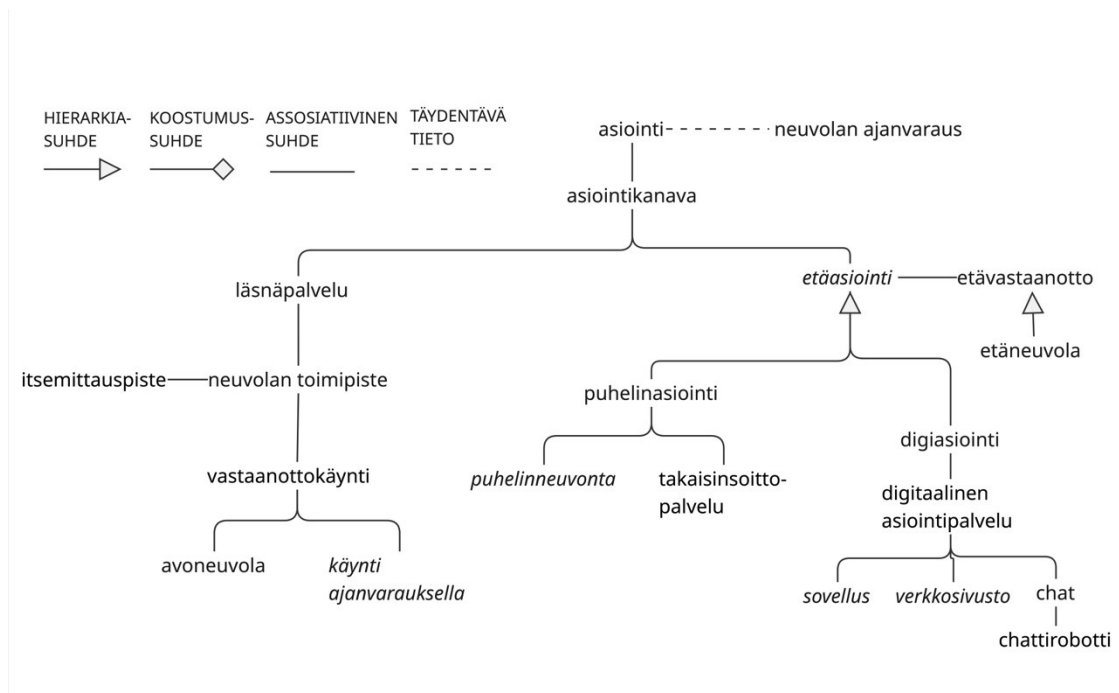 HIERARKIA-
SUHDE
KOOSTUMUS-
SUHDE
ASSOSIATIIVINEN
SUHDE
TÄYDENTÄVÄ
TIETO
asiointi
neuvolan ajanvaraus
asiointikanava
läsnäpalvelu
etäasiointi
etävastaanotto
etäneuvola
itsemittauspiste
neuvolan toimipiste
puhelinasiointi
digiasiointi
vastaanottokäynti
puhelinneuvonta
takaisinsoitto-
palvelu
digitaalinen
asiointipalvelu
avoneuvola
käynti
ajanvarauksella
sovellus
verkkosivusto
chat
chattirobotti